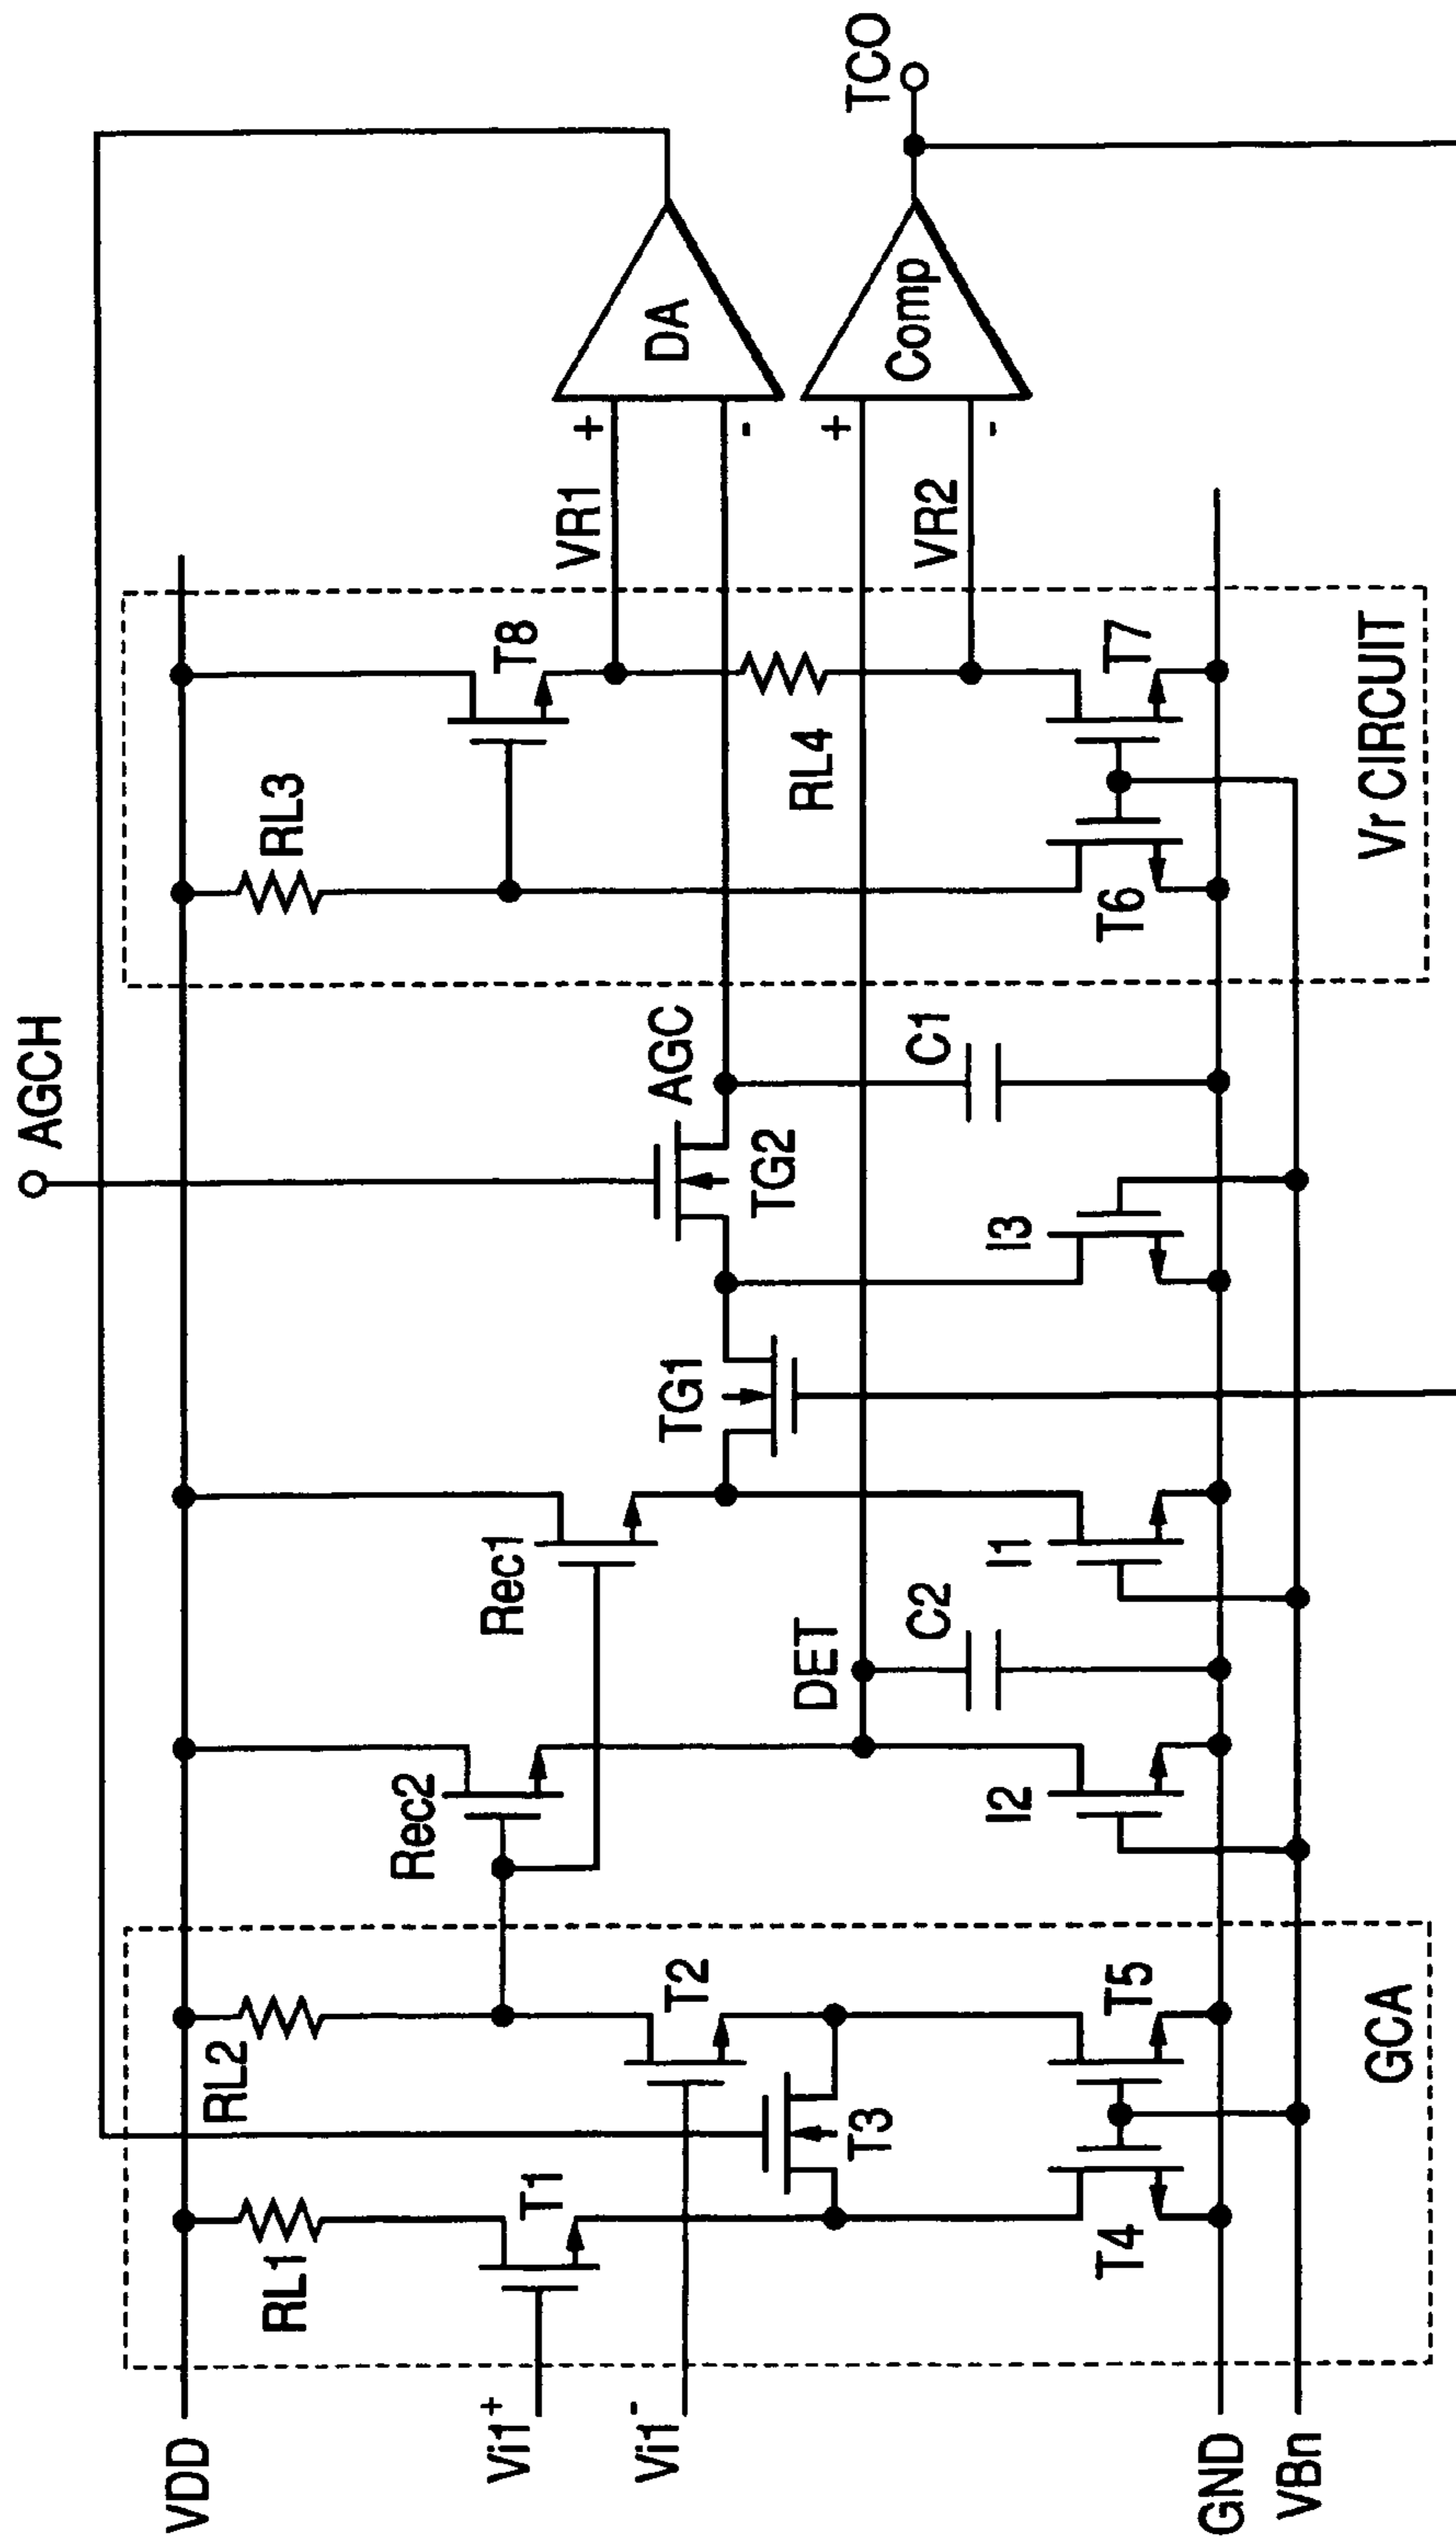 AGCH
VDD
RL1
RL2
RL3
T1
T2
T3
T4
T5
GCA
Vi1+
Vi1-
Rec2
Rec1
DET
C2
I2
I1
TG1
TG2
AGC
I3
C1
T8
RL4
T6
T7
Vr CIRCUIT
VR1
+
-
DA
VR2
+
-
Comp
TCO
GND
VBn